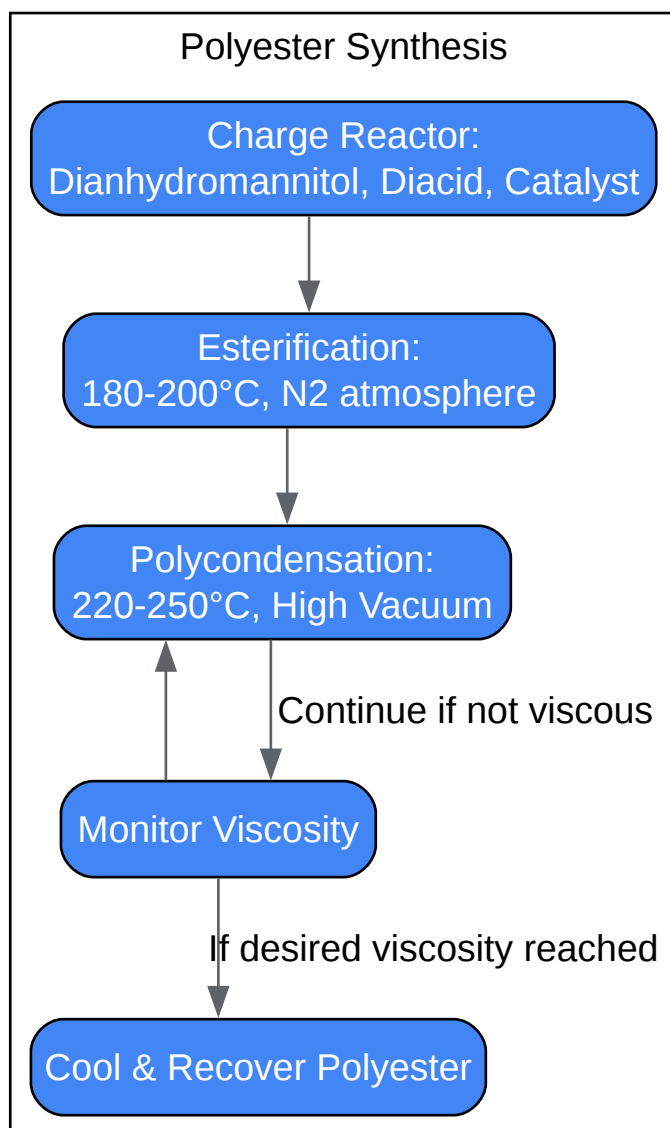 Polyester Synthesis
Charge Reactor:
Dianhydromannitol, Diacid, Catalyst
Esterification:
180-200°C, N2 atmosphere
Polycondensation:
220-250°C, High Vacuum
Continue if not viscous
Monitor Viscosity
If desired viscosity reached
Cool & Recover Polyester